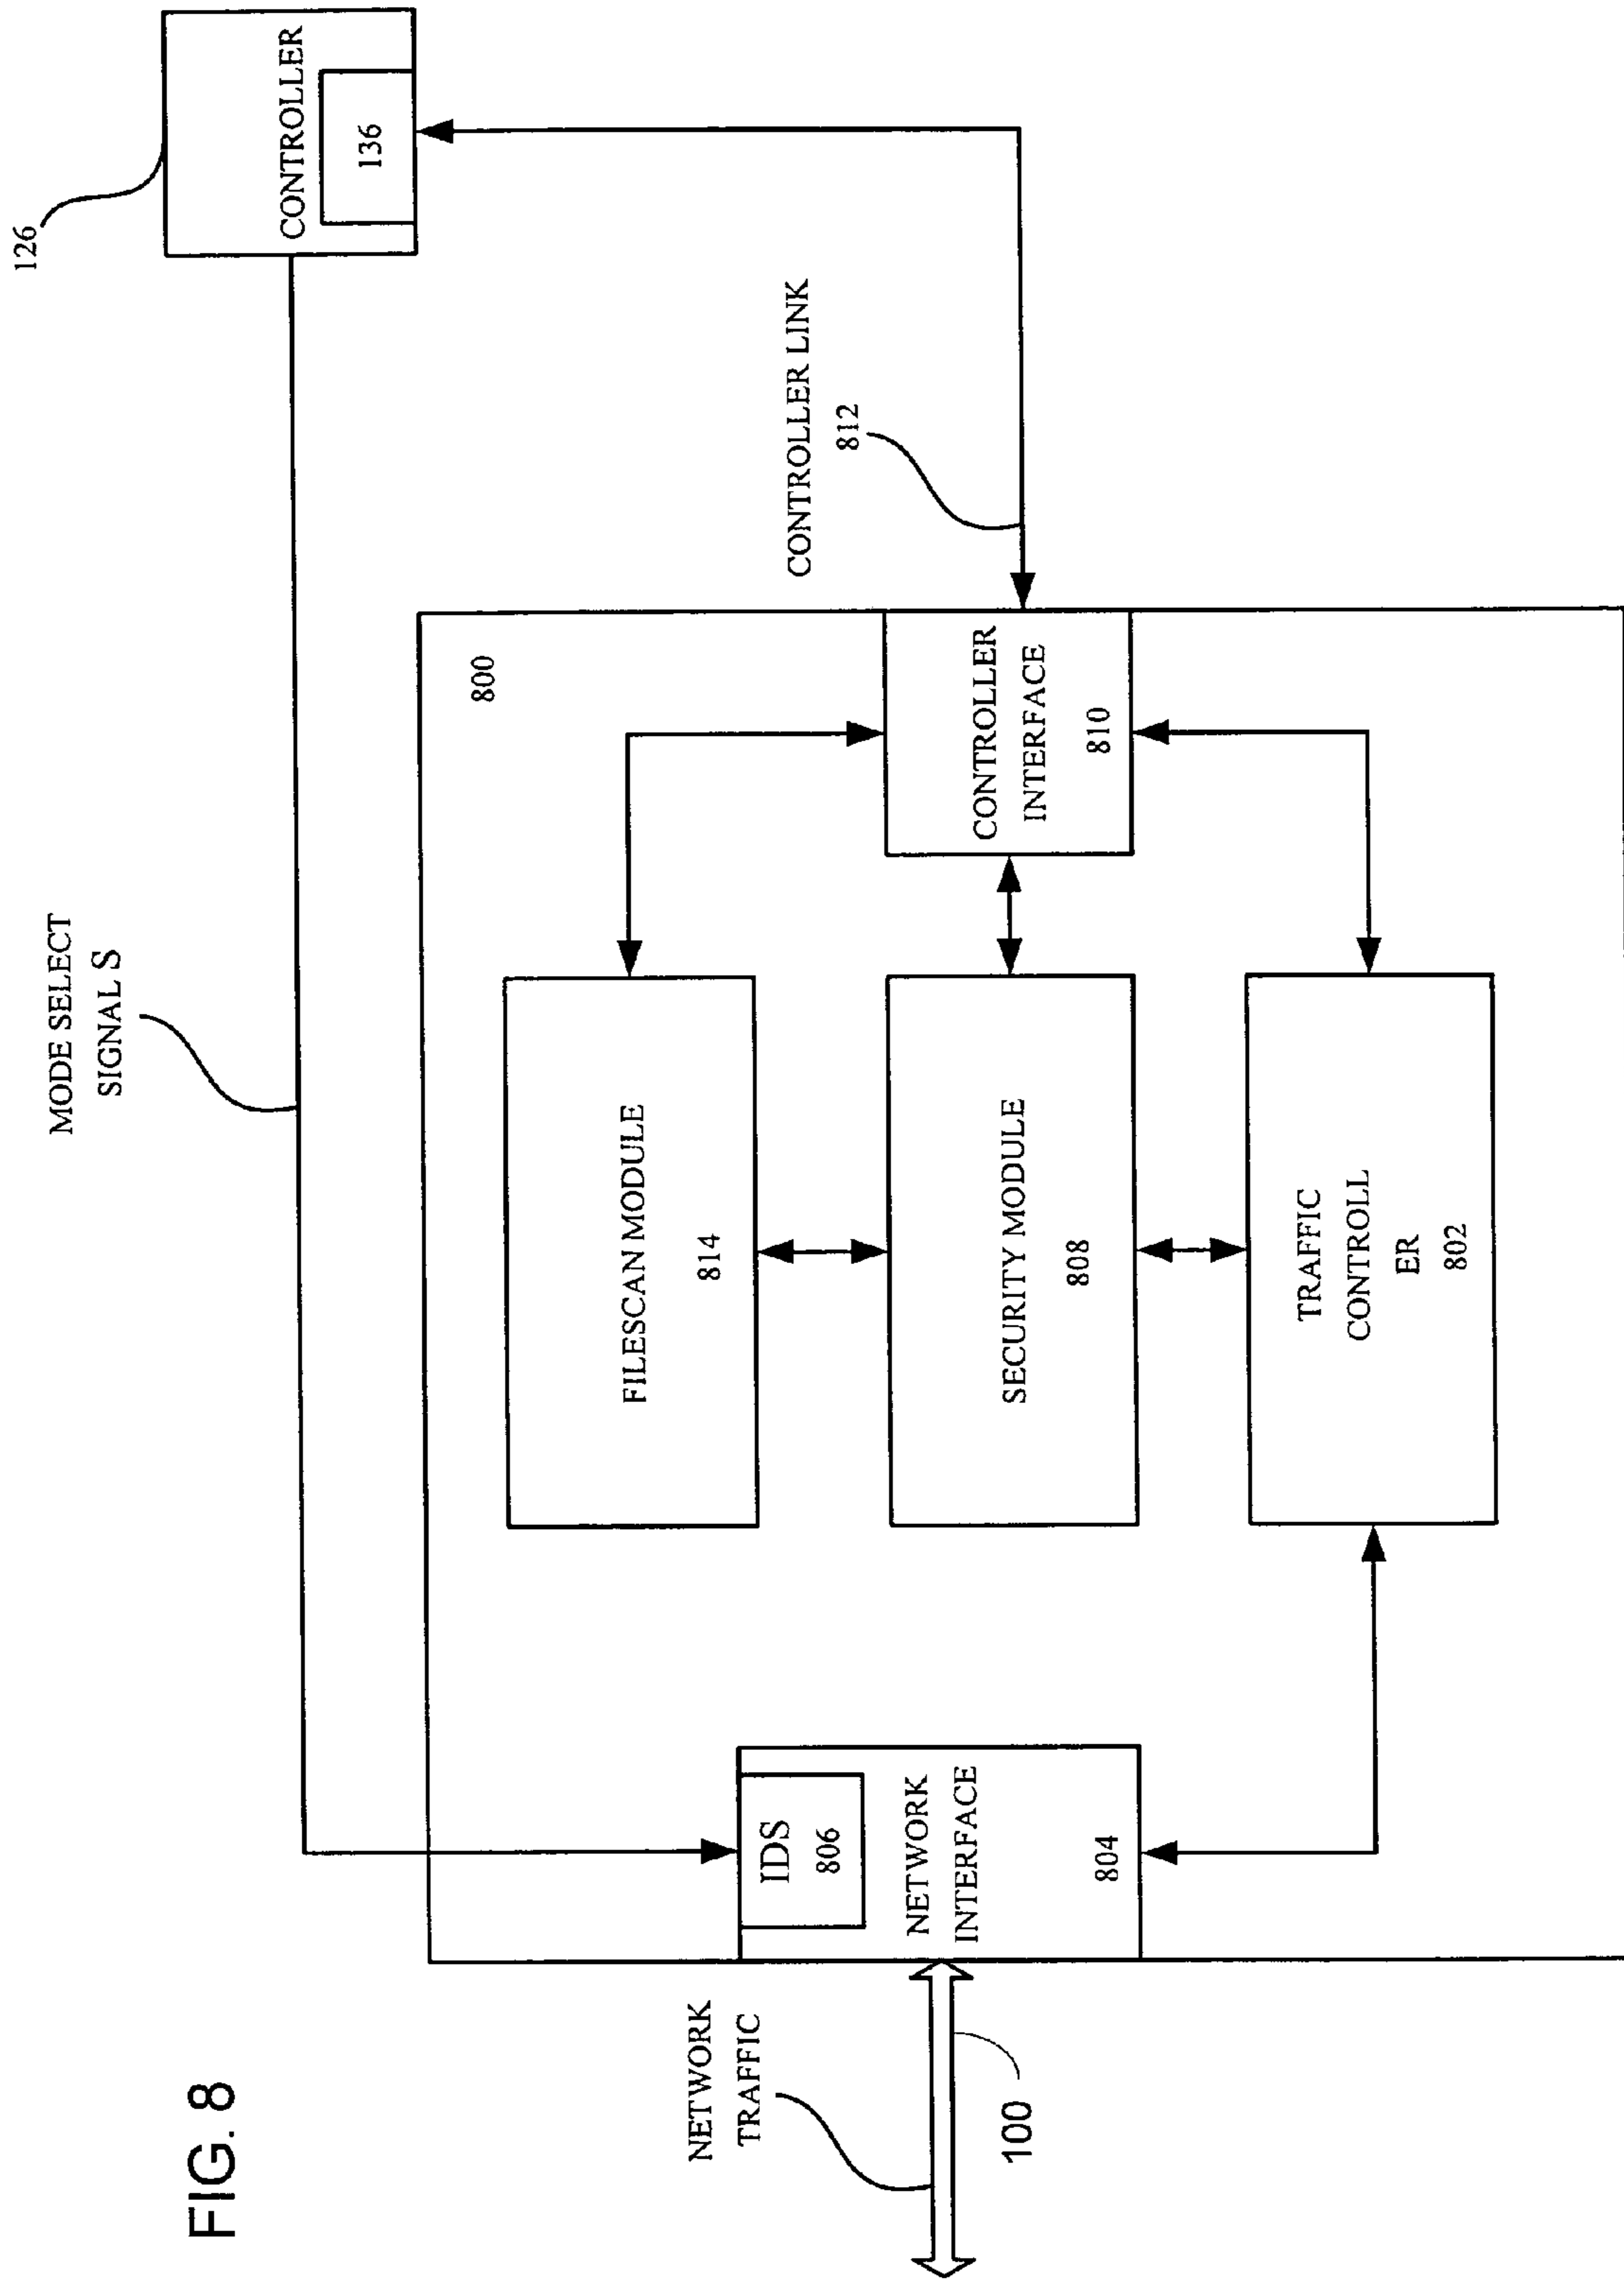 FIG. 8
MODE SELECT
SIGNAL S
126
CONTROLLER
136
800
FILESCAN MODULE
814
CONTROLLER LINK
812
NETWORK
TRAFFIC
100
IDS
806
NETWORK
INTERFACE
804
SECURITY MODULE
808
CONTROLLER
INTERFACE
810
TRAFFIC
CONTROLL
ER
802